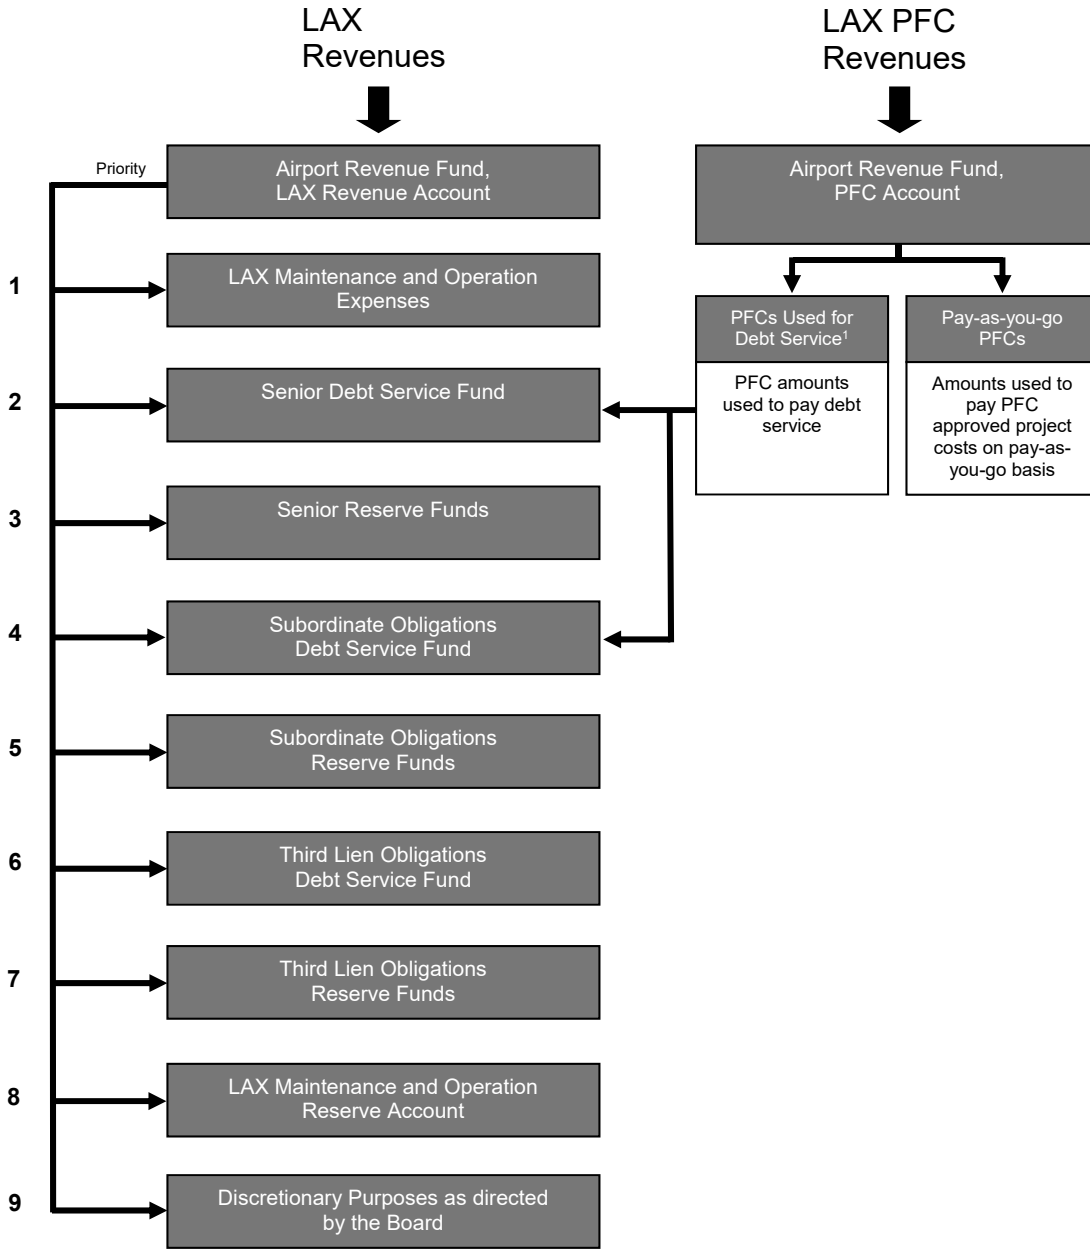 LAX
Revenues
LAX PFC
Revenues
Priority
Airport Revenue Fund,
LAX Revenue Account
Airport Revenue Fund,
PFC Account
1
LAX Maintenance and Operation
Expenses
PFCs Used for
Debt Service¹
PFC amounts
used to pay debt
service
Pay-as-you-go
PFCs
Amounts used to
pay PFC
approved project
costs on pay-as-
you-go basis
2
Senior Debt Service Fund
3
Senior Reserve Funds
4
Subordinate Obligations
Debt Service Fund
5
Subordinate Obligations
Reserve Funds
6
Third Lien Obligations
Debt Service Fund
7
Third Lien Obligations
Reserve Funds
8
LAX Maintenance and Operation
Reserve Account
9
Discretionary Purposes as directed
by the Board